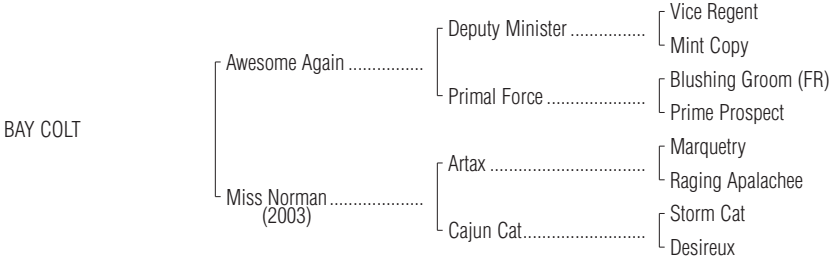 Vice Regent
Deputy Minister ................
Mint Copy
Awesome Again ................
Blushing Groom (FR)
Primal Force .....................
Prime Prospect
BAY COLT
Marquetry
Artax .................................
Raging Apalachee
Miss Norman ....................
(2003)
Storm Cat
Cajun Cat..........................
Desireux